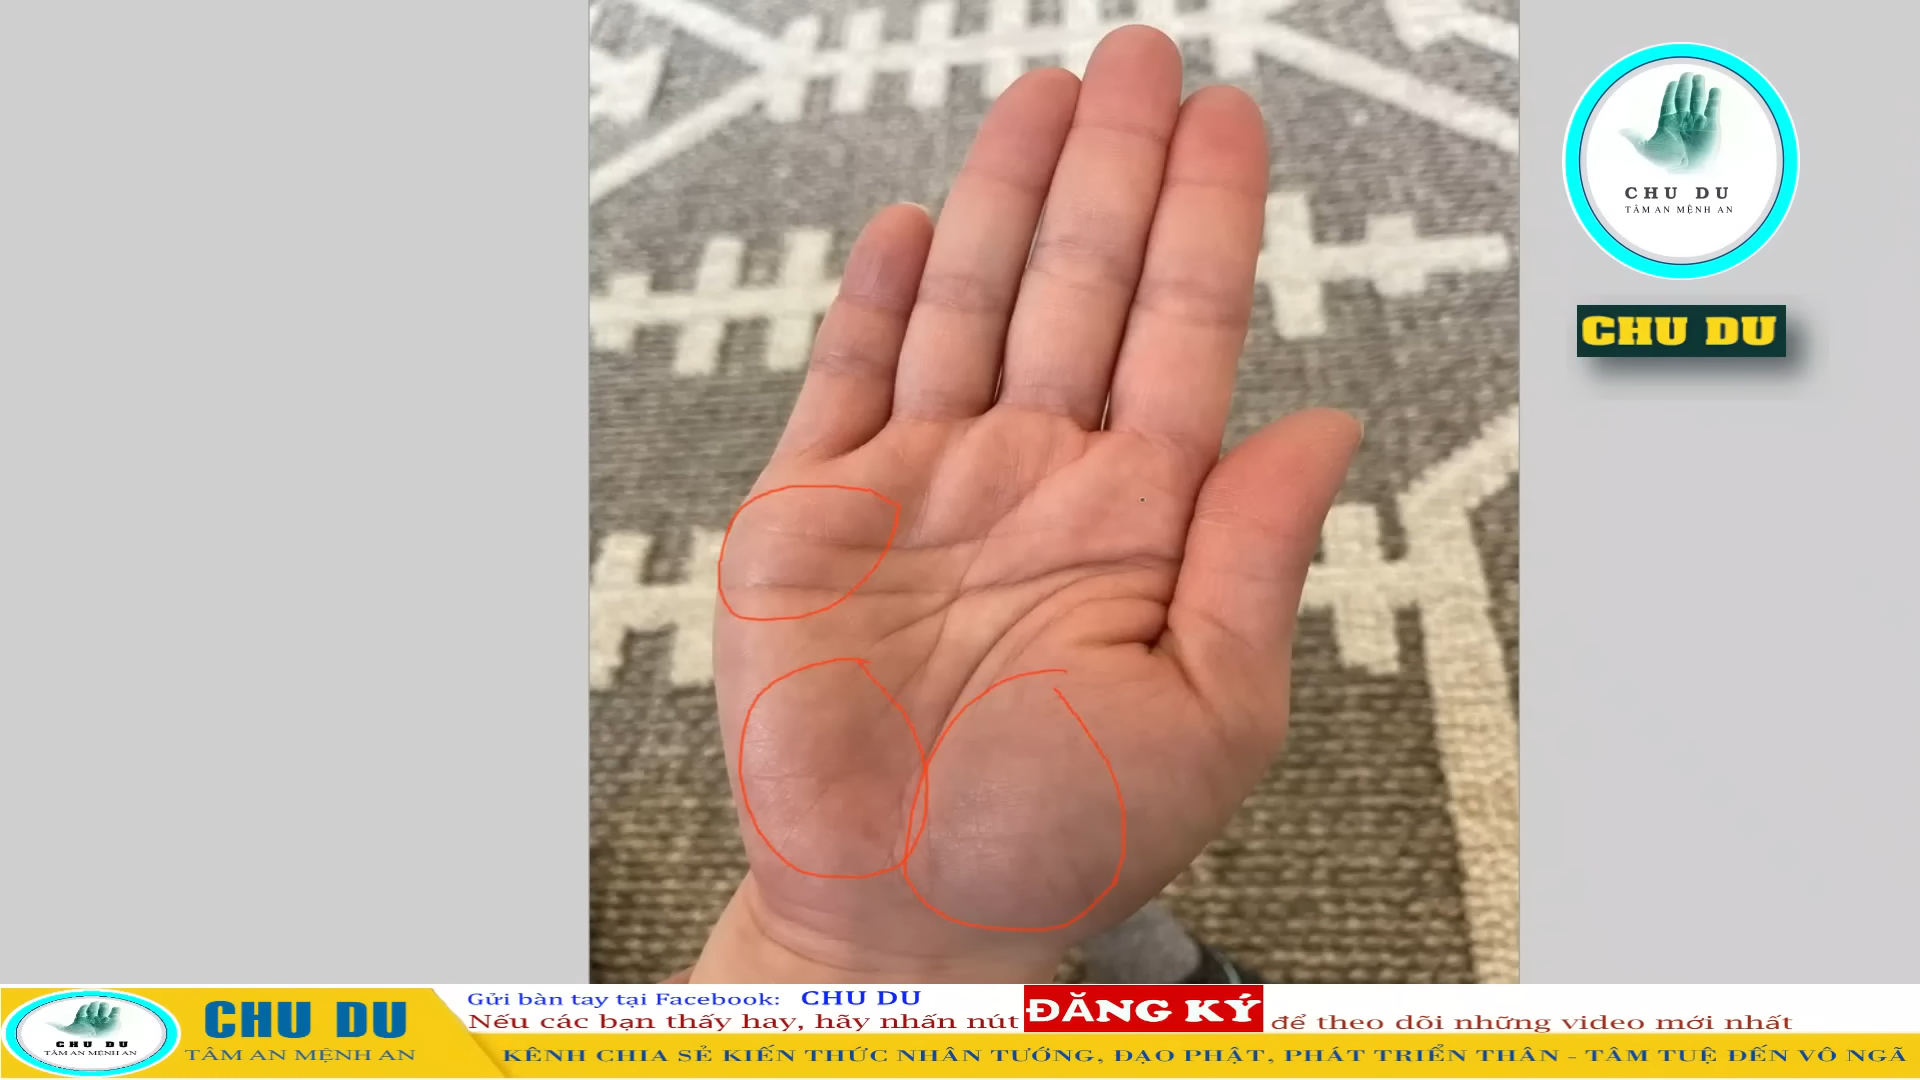 CHU DU
TÂM AN MỆNH AN
CHU DU
CHU DU
TÂM AN MỆNH AN
CHU DU
TÂM AN MỆNH AN
Gửi bàn tay tại Facebook: CHU DU
Nếu các bạn thấy hay, hãy nhấn nút ĐĂNG KÝ để theo dõi những video mới nhất
KÊNH CHIA SẺ KIẾN THỨC NHÂN TƯỚNG, ĐẠO PHẬT, PHÁT TRIỂN THÂN - TÂM TUỆ ĐẾN VÔ NGÃ